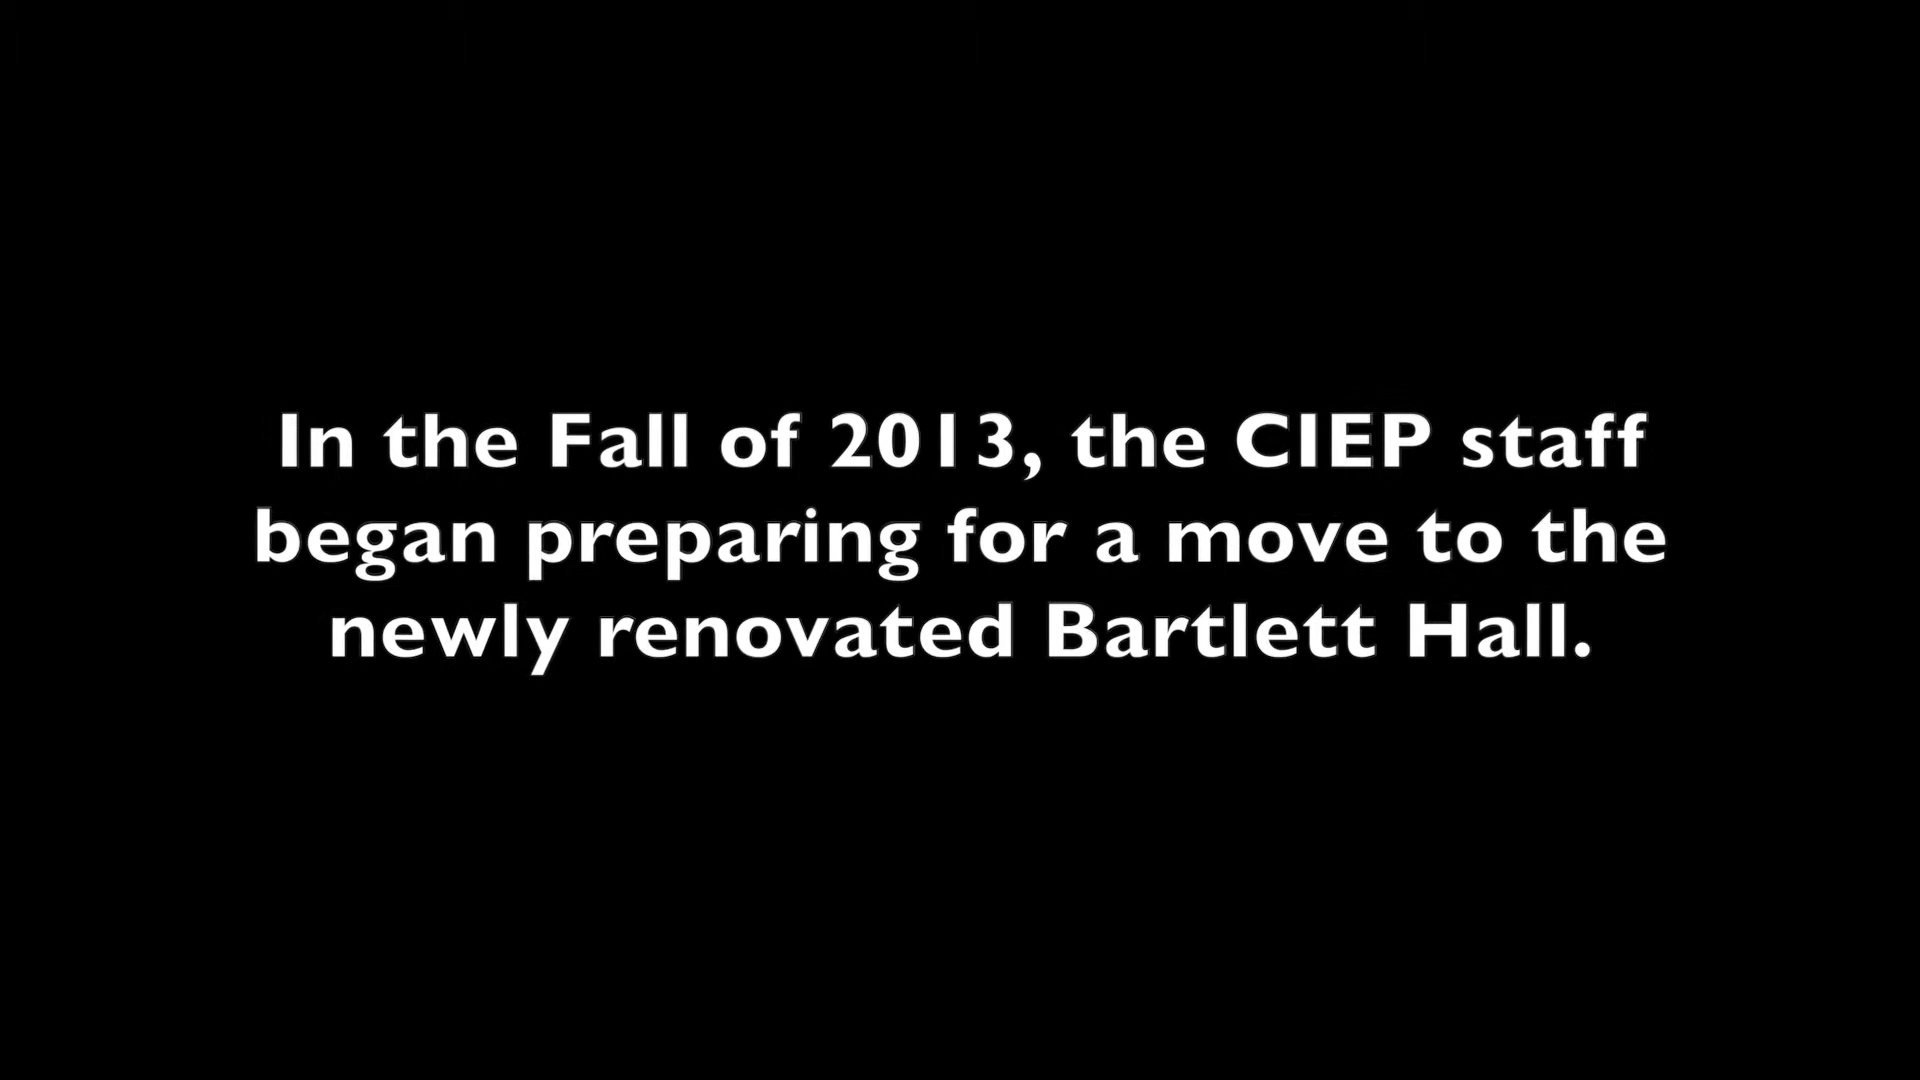 In the Fall of 2013, the CIEP staff
began preparing for a move to the
newly renovated Bartlett Hall.